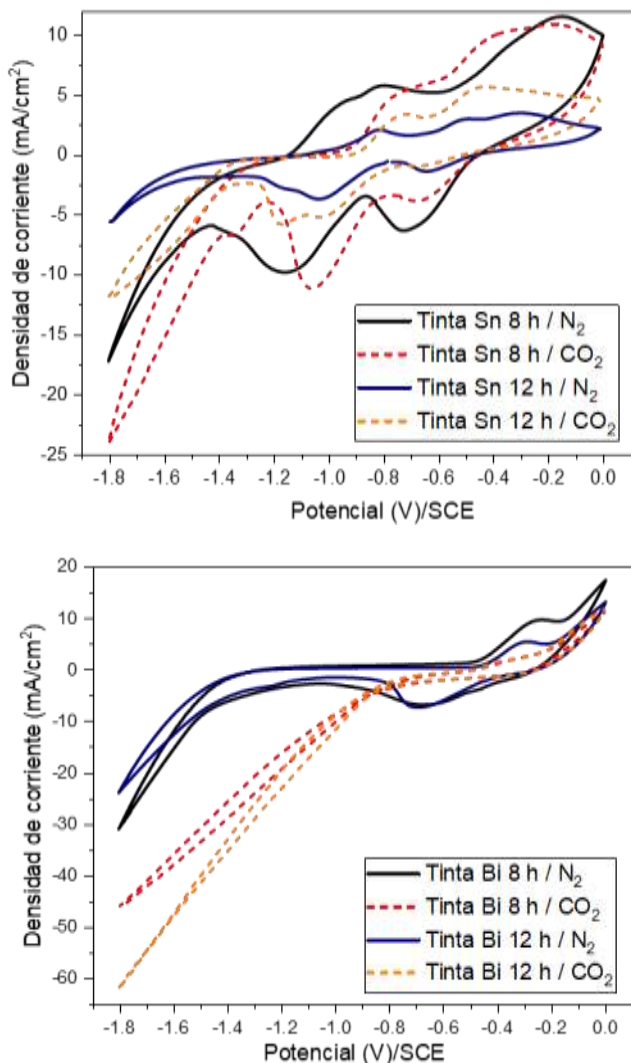 10
5
0
-5
-10
-15
-20
-25
Densidad de corriente (mA/cm²)
Tinta Sn 8 h / N₂
Tinta Sn 8 h / CO₂
Tinta Sn 12 h / N₂
Tinta Sn 12 h / CO₂
-1.8 -1.6 -1.4 -1.2 -1.0 -0.8 -0.6 -0.4 -0.2 0.0
Potencial (V)/SCE
20
10
0
-10
-20
-30
-40
-50
-60
Densidad de corriente (mA/cm²)
Tinta Bi 8 h / N₂
Tinta Bi 8 h / CO₂
Tinta Bi 12 h / N₂
Tinta Bi 12 h / CO₂
-1.8 -1.6 -1.4 -1.2 -1.0 -0.8 -0.6 -0.4 -0.2 0.0
Potencial (V)/SCE